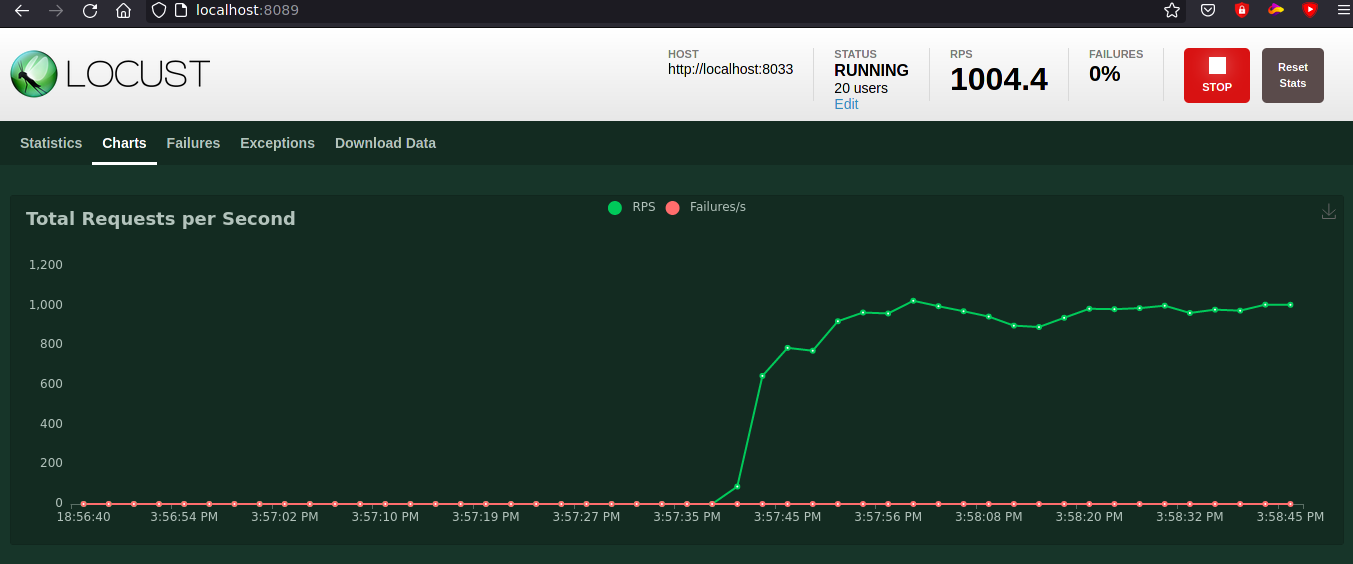 localhost:8089
LOCUST
HOST
http://localhost:8033
STATUS
RUNNING
20 users
Edit
RPS
1004.4
FAILURES
0%
STOP
Reset
Stats
Statistics Charts Failures Exceptions Download Data
Total Requests per Second
RPS Failures/s
1,200
1,000
800
600
400
200
0
18:56:40 3:56:54 PM 3:57:02 PM 3:57:10 PM 3:57:19 PM 3:57:27 PM 3:57:35 PM 3:57:45 PM 3:57:56 PM 3:58:08 PM 3:58:20 PM 3:58:32 PM 3:58:45 PM